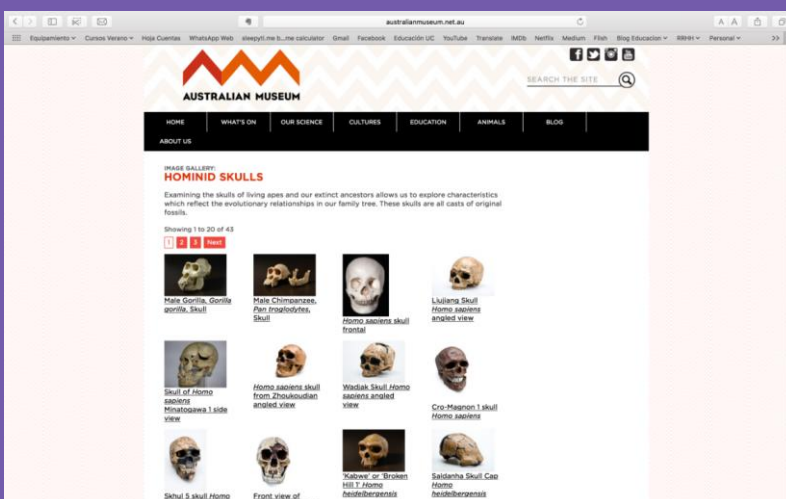 australianmuseum.net.au
A A
Equipamiento Cursos Verano Hoja Cuentas WhatsApp Web sleepyti.me b...me calculator Gmail Facebook Educación UC YouTube Translate IMDb Netflix Medium Blog Educacion RRHH Personal >>
AUSTRALIAN MUSEUM
SEARCH THE SITE
HOME WHAT'S ON OUR SCIENCE CULTURES EDUCATION ANIMALS BLOG
ABOUT US
IMAGE GALLERY:
HOMINID SKULLS
Examining the skulls of living apes and our extinct ancestors allows us to explore characteristics
which reflect the evolutionary relationships in our family tree. These skulls are all casts of original
fossils.
Showing 1 to 20 of 43
1 2 3 Next
Male Gorilla, Gorilla
gorilla, Skull
Male Chimpanzee,
Pan troglodytes,
Skull
Homo sapiens skull
frontal
Liujiang Skull
Homo sapiens
angled view
Skull of Homo
sapiens
Minatogawa 1 side
view
Homo sapiens skull
from Zhoukoudian
angled view
Wadjak Skull Homo
sapiens angled
view
Cro-Magnon 1 skull
Homo sapiens
Skhul 5 skull Homo
Front view of
'Kabwe' or 'Broken
Hill 1' Homo
heidelbergensis
Saldanha Skull Cap
Homo
heidelbergensis